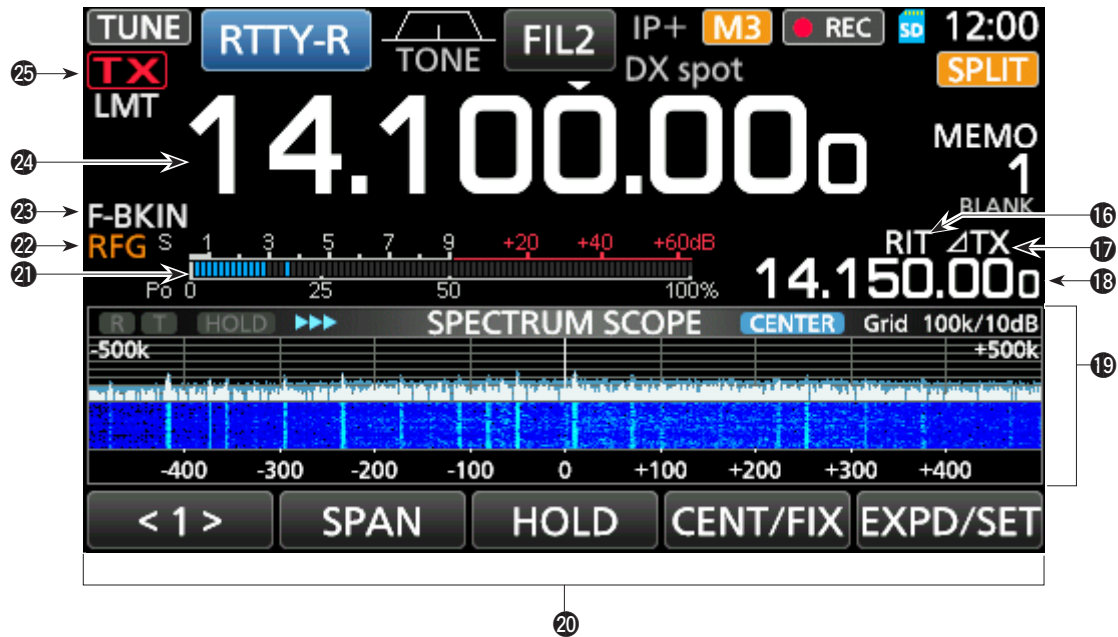 TUNE RTTY-R TONE FIL2 IP+ M3 REC SD 12:00
㉕ TX DX spot SPLIT
LMT
㉔ 14.100.000 MEMO
1
㉓ F-BKIN BLANK ⑯
㉒ RFG S 1 3 5 7 9 +20 +40 +60dB RIT ⊿TX ⑰
㉑ 14.150.000 ⑱
Po 0 25 50 100%
R T HOLD SPECTRUM SCOPE CENTER Grid 100k/10dB
-500k +500k
⑲
-400 -300 -200 -100 0 +100 +200 +300 +400
< 1 > SPAN HOLD CENT/FIX EXPD/SET
⑳